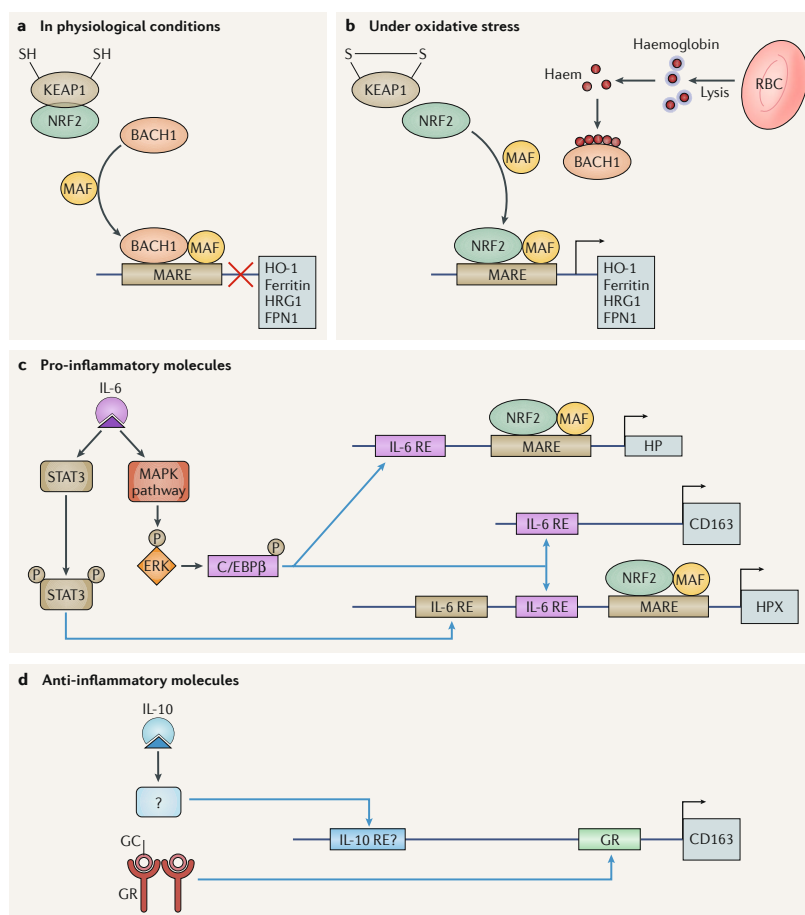 a In physiological conditions
SH SH
KEAP1
NRF2
BACH1
MAF
BACH1 MAF
MARE
HO-1
Ferritin
HRG1
FPN1
b Under oxidative stress
S S
KEAP1
NRF2
MAF
Haemoglobin
Haem
Lysis
RBC
BACH1
NRF2 MAF
MARE
HO-1
Ferritin
HRG1
FPN1
c Pro-inflammatory molecules
IL-6
STAT3
MAPK
pathway
P
ERK
P
C/EBPβ
P P
STAT3
NRF2 MAF
IL-6 RE MARE HP
IL-6 RE CD163
NRF2 MAF
IL-6 RE IL-6 RE MARE HPX
d Anti-inflammatory molecules
IL-10
?
GC
GR
IL-10 RE? GR CD163